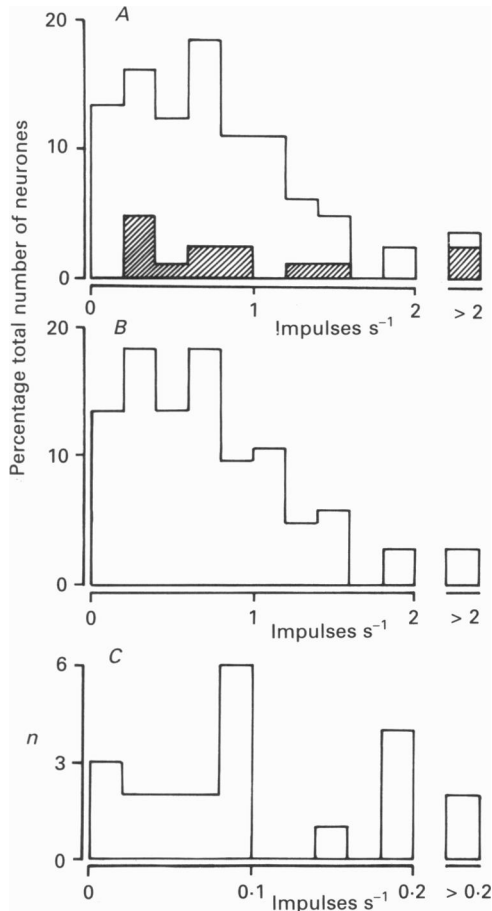 A
20
10
0
0
1
2
> 2
Impulses s⁻¹
Percentage total number of neurones
B
20
10
0
0
1
2
> 2
Impulses s⁻¹
C
n
6
3
0
0
0·1
0·2
> 0·2
Impulses s⁻¹